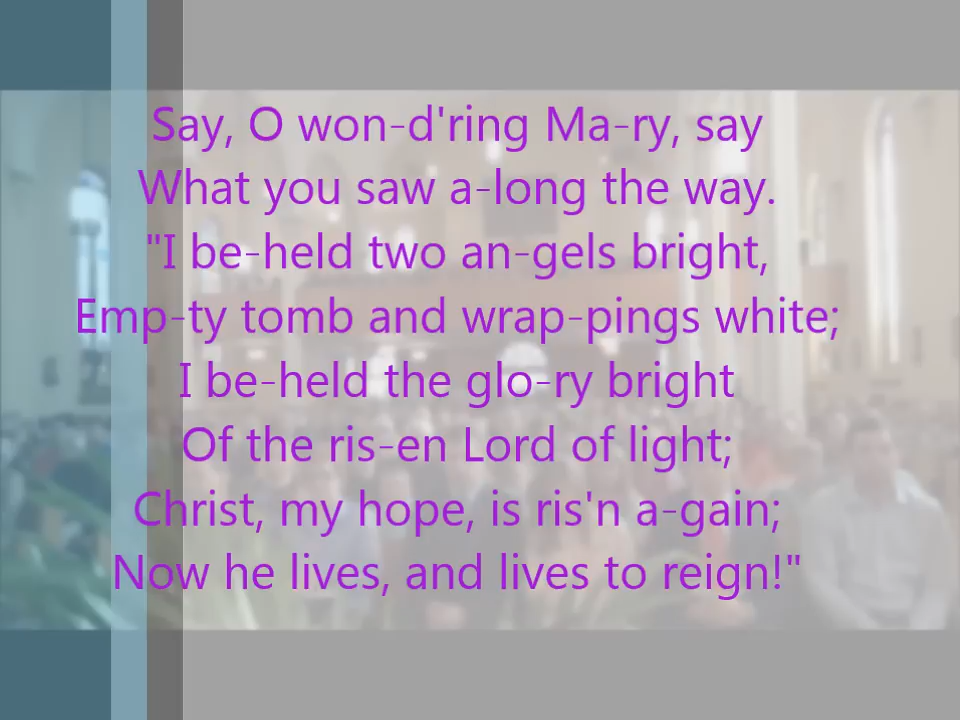 Say, O won-d'ring Ma-ry, say
What you saw a-long the way.
"I be-held two an-gels bright,
Emp-ty tomb and wrap-pings white;
I be-held the glo-ry bright
Of the ris-en Lord of light;
Christ, my hope, is ris'n a-gain;
Now he lives, and lives to reign!"